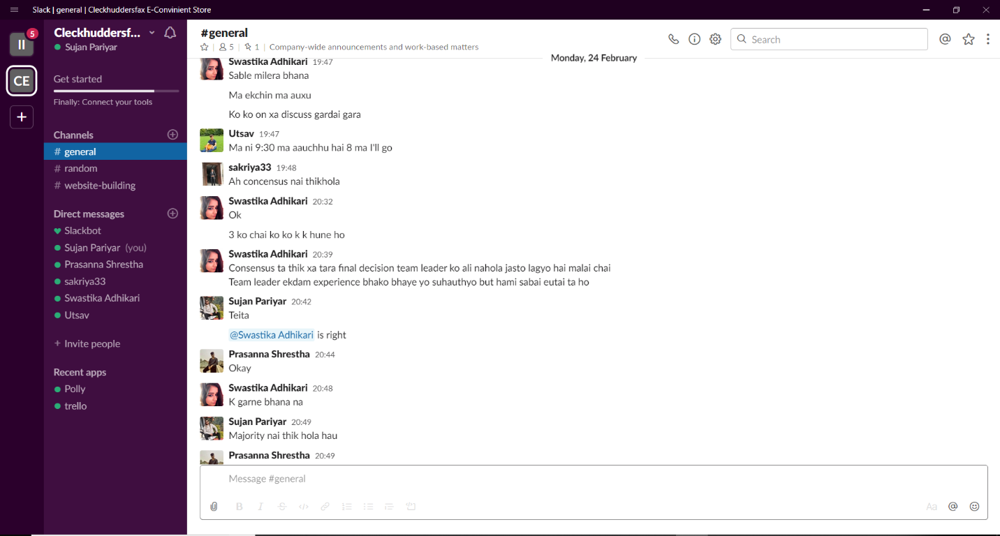 Slack | general | Cleckhuddersfax E-Convinient Store
5
II
CE
+
Cleckhuddersf...
Sujan Pariyar
Get started
Finally: Connect your tools
Channels
# general
# random
# website-building
Direct messages
Slackbot
Sujan Pariyar (you)
Prasanna Shrestha
sakriya33
Swastika Adhikari
Utsav
+ Invite people
Recent apps
Polly
trello
#general
5 | 1 | Company-wide announcements and work-based matters
Search
Monday, 24 February
Swastika Adhikari 19:47
Sable milera bhana
Ma ekchin ma auxu
Ko ko on xa discuss gardai gara
Utsav 19:47
Ma ni 9:30 ma aauchhu hai 8 ma I'll go
sakriya33 19:48
Ah concensus nai thikhola
Swastika Adhikari 20:32
Ok
3 ko chai ko ko k k hune ho
Swastika Adhikari 20:39
Consensus ta thik xa tara final decision team leader ko ali nahola jasto lagyo hai malai chai
Team leader ekdam experience bhako bhaye yo suhauthyo but hami sabai eutai ta ho
Sujan Pariyar 20:42
Teita
@Swastika Adhikari is right
Prasanna Shrestha 20:44
Okay
Swastika Adhikari 20:48
K garne bhana na
Sujan Pariyar 20:49
Majority nai thik hola hau
Prasanna Shrestha 20:49
Message #general
B I S </> Aa @